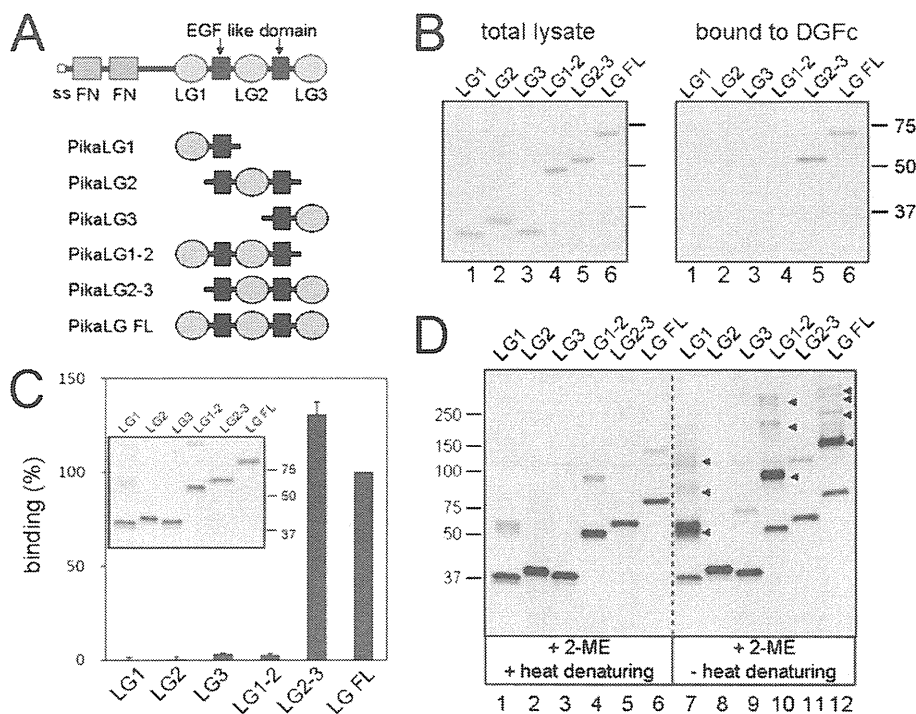 A
EGF like domain
ss FN FN LG1 LG2 LG3
PikaLG1
PikaLG2
PikaLG3
PikaLG1-2
PikaLG2-3
PikaLG FL
B
total lysate bound to DGFc
LG1 LG2 LG3 LG1-2 LG2-3 LG FL LG1 LG2 LG3 LG1-2 LG2-3 LG FL
75
50
37
1 2 3 4 5 6 1 2 3 4 5 6
C
binding (%)
150
100
50
0
LG1 LG2 LG3 LG1-2 LG2-3 LG FL
75
50
37
LG1 LG2 LG3 LG1-2 LG2-3 LG FL
D
LG1 LG2 LG3 LG1-2 LG2-3 LG FL LG1 LG2 LG3 LG1-2 LG2-3 LG FL
250
150
100
75
50
37
+ 2-ME + 2-ME
+ heat denaturing - heat denaturing
1 2 3 4 5 6 7 8 9 10 11 12